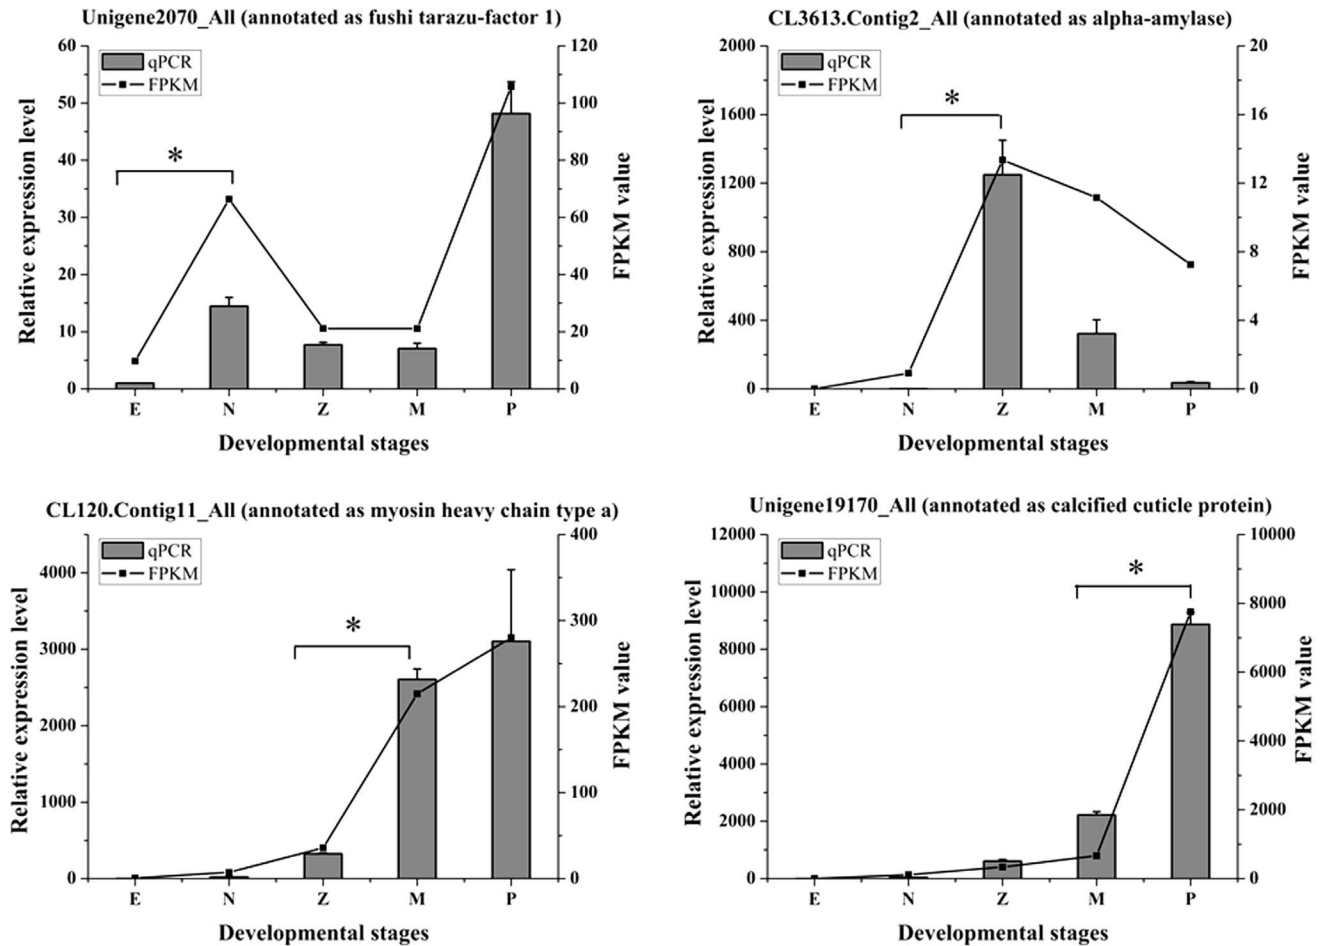 Unigene2070_All (annotated as fushi tarazu-factor 1)
60
50
40
30
20
10
0
Relative expression level
qPCR
FPKM
*
120
100
80
60
40
20
0
FPKM value
E N Z M P
Developmental stages
CL3613.Contig2_All (annotated as alpha-amylase)
2000
1600
1200
800
400
0
Relative expression level
qPCR
FPKM
*
20
16
12
8
4
0
FPKM value
E N Z M P
Developmental stages
CL120.Contig11_All (annotated as myosin heavy chain type a)
4000
3000
2000
1000
0
Relative expression level
qPCR
FPKM
*
400
300
200
100
0
FPKM value
E N Z M P
Developmental stages
Unigene19170_All (annotated as calcified cuticle protein)
12000
10000
8000
6000
4000
2000
0
Relative expression level
qPCR
FPKM
*
10000
8000
6000
4000
2000
0
FPKM value
E N Z M P
Developmental stages